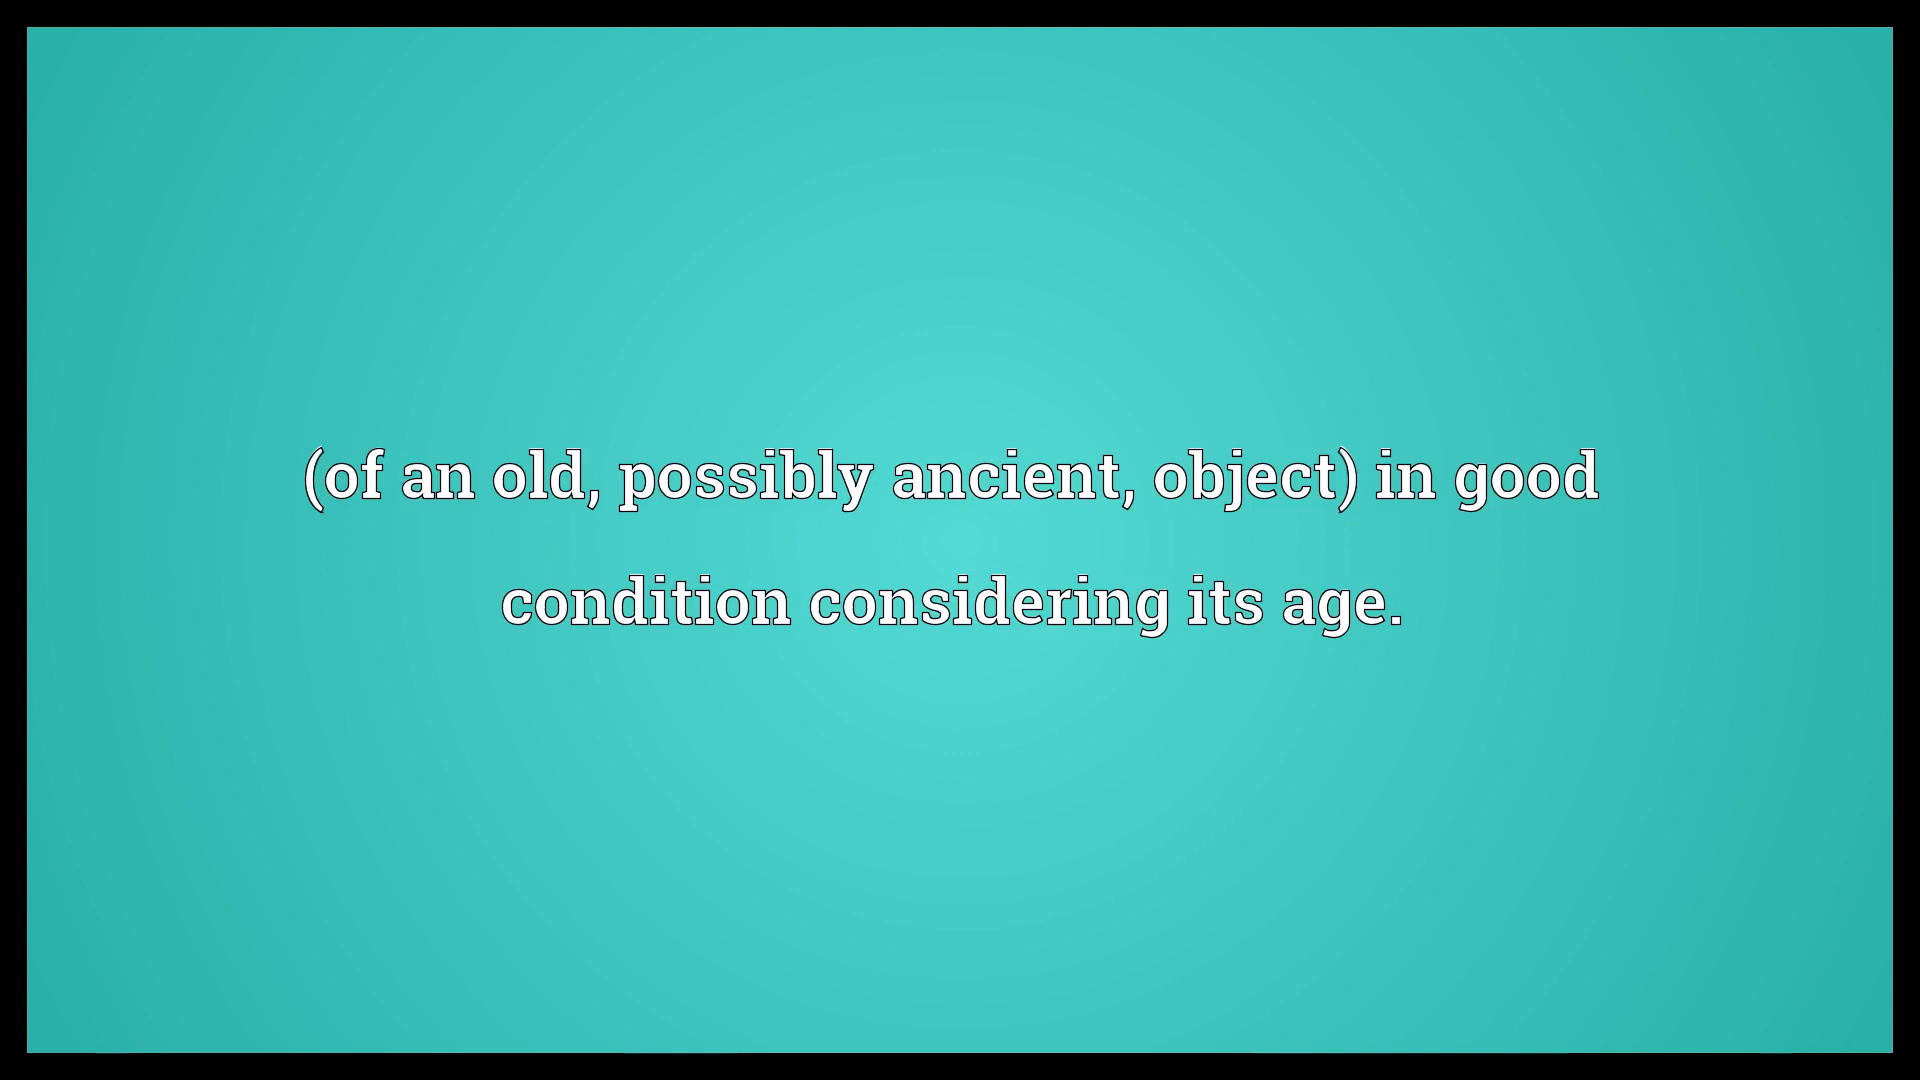 (of an old, possibly ancient, object) in good
condition considering its age.